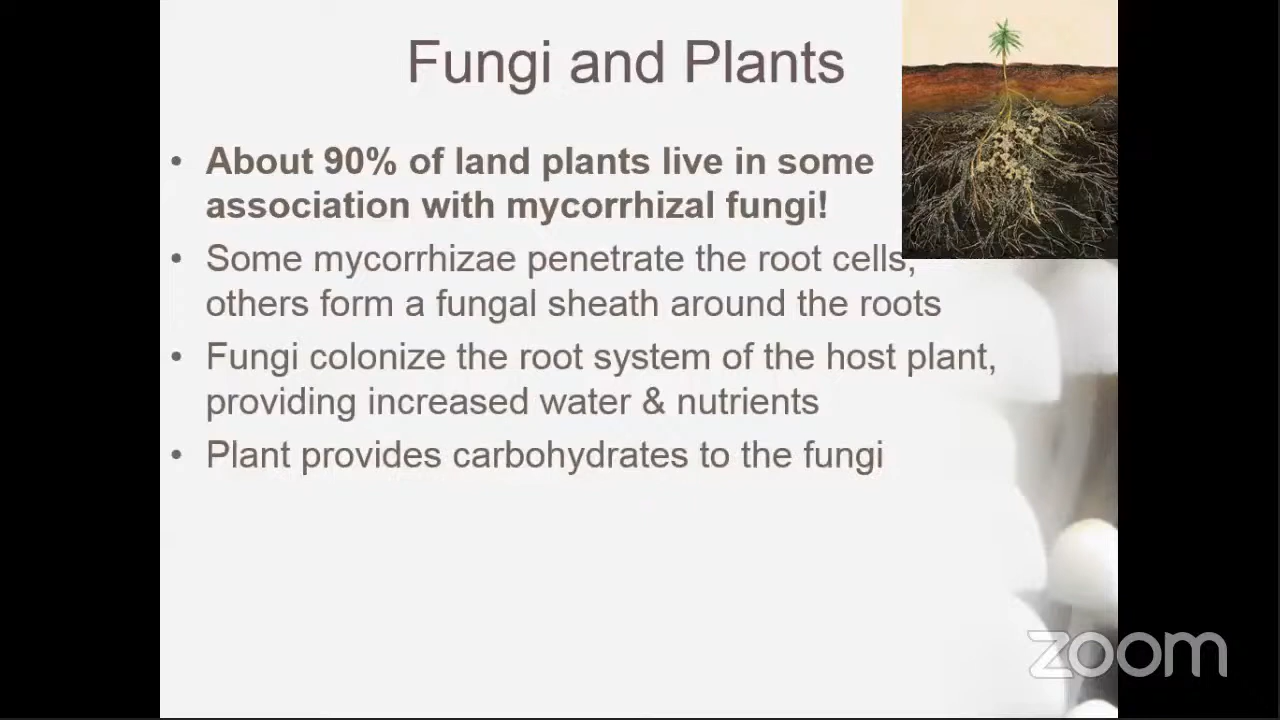 Fungi and Plants
• About 90% of land plants live in some
association with mycorrhizal fungi!
• Some mycorrhizae penetrate the root cells,
others form a fungal sheath around the roots
• Fungi colonize the root system of the host plant,
providing increased water & nutrients
• Plant provides carbohydrates to the fungi
zoom